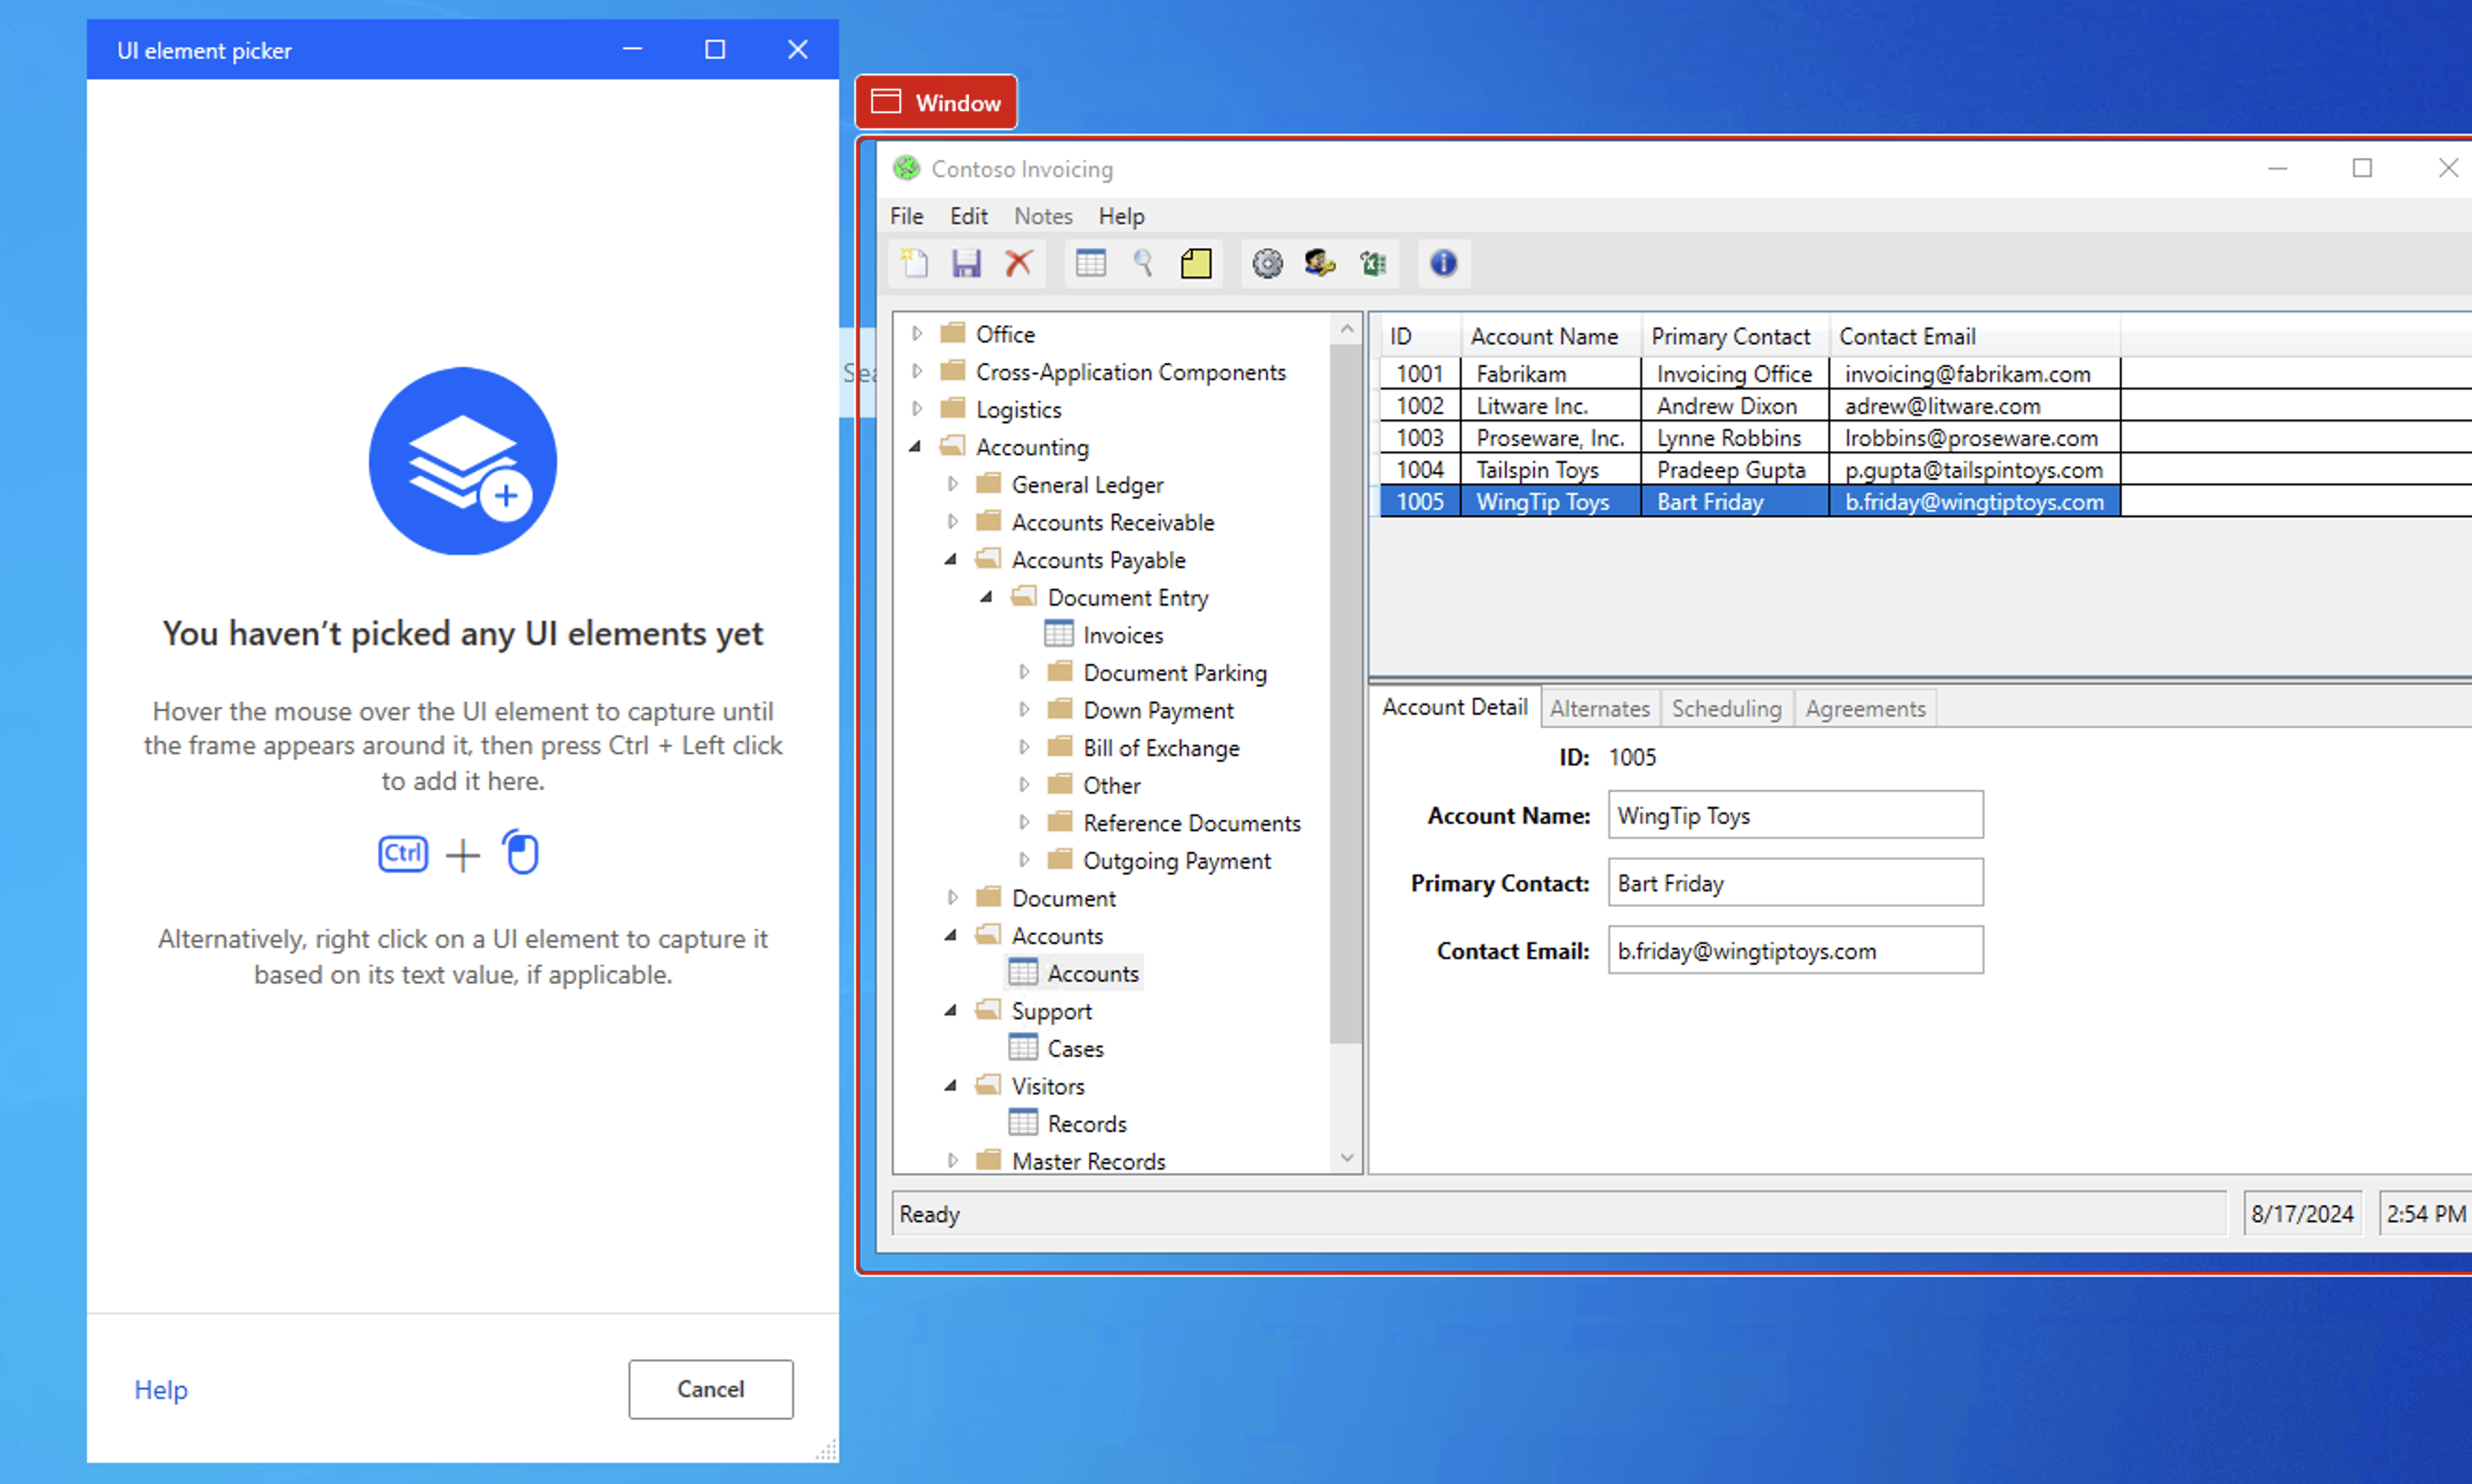 UI element picker
You haven’t picked any UI elements yet
Hover the mouse over the UI element to capture until
the frame appears around it, then press Ctrl + Left click
to add it here.
Ctrl +
Alternatively, right click on a UI element to capture it
based on its text value, if applicable.
Help
Cancel
Window
Contoso Invoicing
File Edit Notes Help
Office
Cross-Application Components
Logistics
Accounting
General Ledger
Accounts Receivable
Accounts Payable
Document Entry
Invoices
Document Parking
Down Payment
Bill of Exchange
Other
Reference Documents
Outgoing Payment
Document
Accounts
Accounts
Support
Cases
Visitors
Records
Master Records
ID Account Name Primary Contact Contact Email
1001 Fabrikam Invoicing Office invoicing@fabrikam.com
1002 Litware Inc. Andrew Dixon adrew@litware.com
1003 Proseware, Inc. Lynne Robbins lrobbins@proseware.com
1004 Tailspin Toys Pradeep Gupta p.gupta@tailspintoys.com
1005 WingTip Toys Bart Friday b.friday@wingtiptoys.com
Account Detail Alternates Scheduling Agreements
ID: 1005
Account Name: WingTip Toys
Primary Contact: Bart Friday
Contact Email: b.friday@wingtiptoys.com
Ready
8/17/2024
2:54 PM